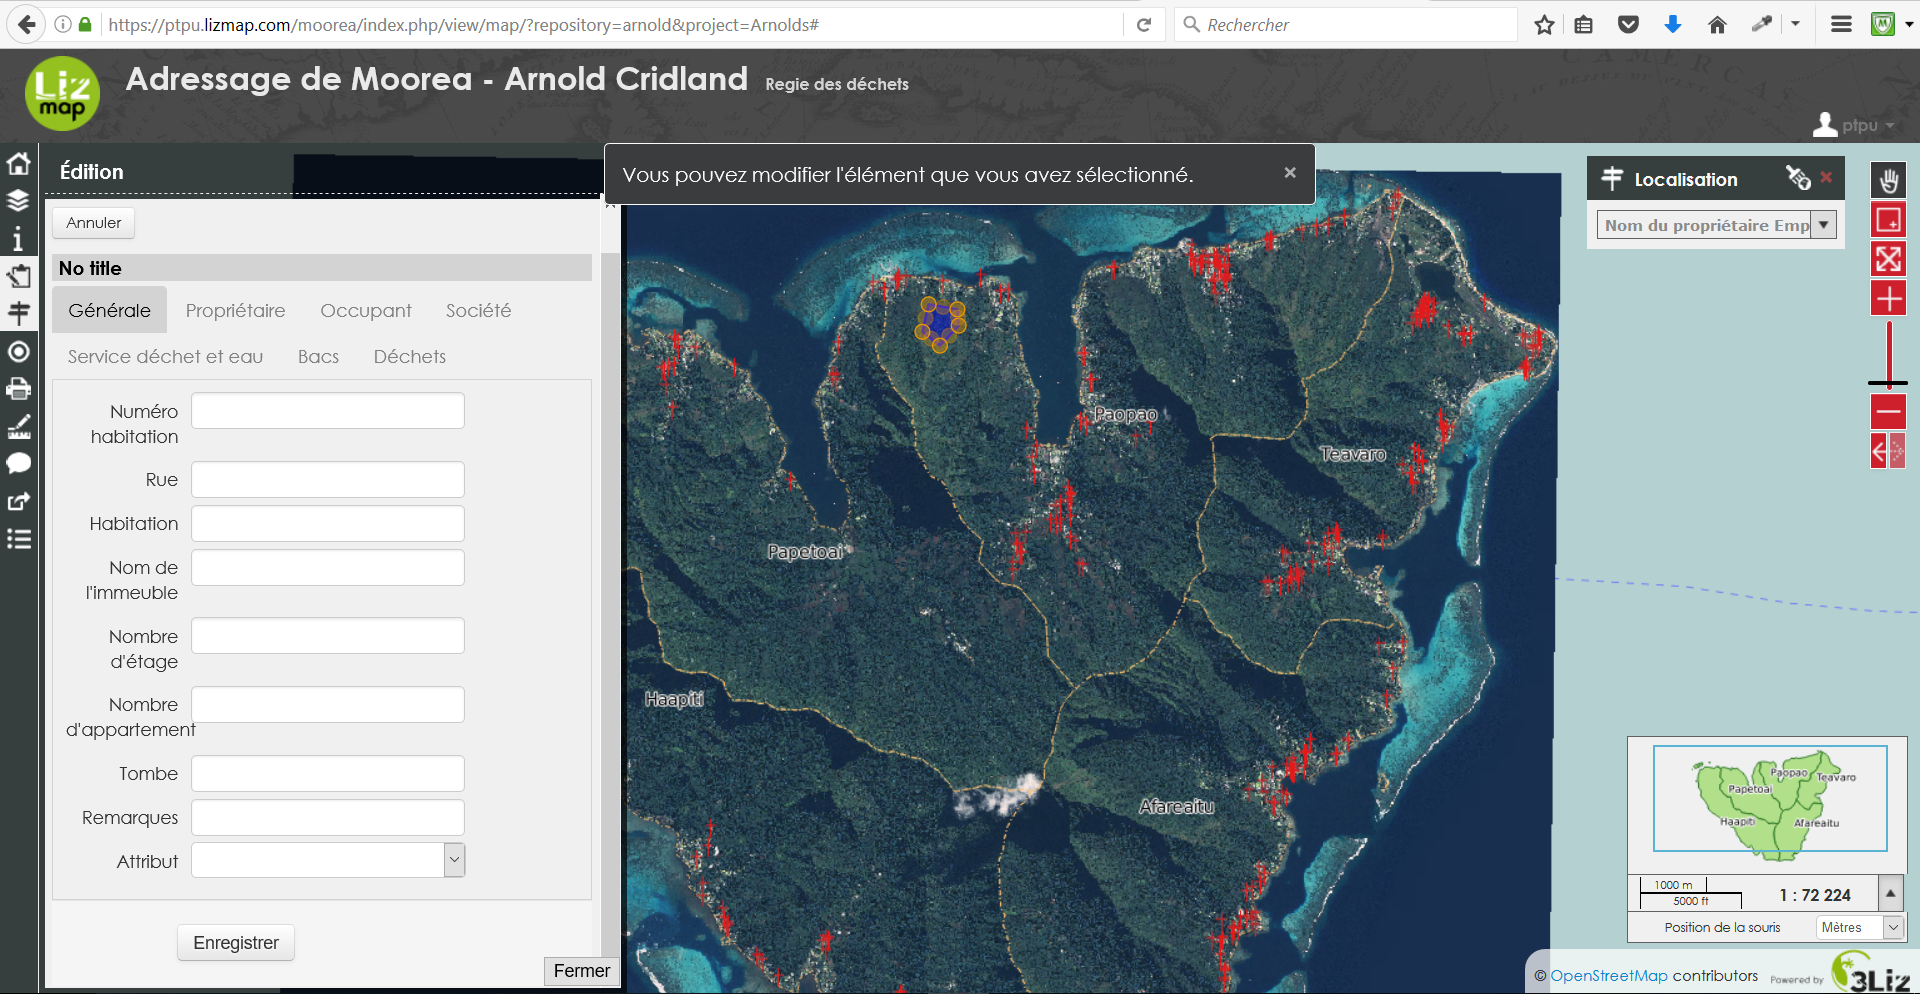 https://ptpu.lizmap.com/moorea/index.php/view/map/?repository=arnold&project=Arnolds#
Rechercher
Liz
map
Adressage de Moorea - Arnold Cridland Regie des déchets
ptpu
Édition
Vous pouvez modifier l'élément que vous avez sélectionné.
×
Localisation
Nom du propriétaire Emp
Annuler
No title
Générale Propriétaire Occupant Société
Service déchet et eau Bacs Déchets
Numéro
habitation
Rue
Habitation
Nom de
l'immeuble
Nombre
d'étage
Nombre
d'appartement
Tombe
Remarques
Attribut
Enregistrer
Fermer
Paopao
Teavaro
Papetoai
Haapiti
Afareaitu
Paopao
Teavaro
Papetoai
Haapiti
Afareaitu
1000 m
5000 ft
1 : 72 224
Position de la souris
Mètres
© OpenStreetMap contributors
Powered by
3Liz